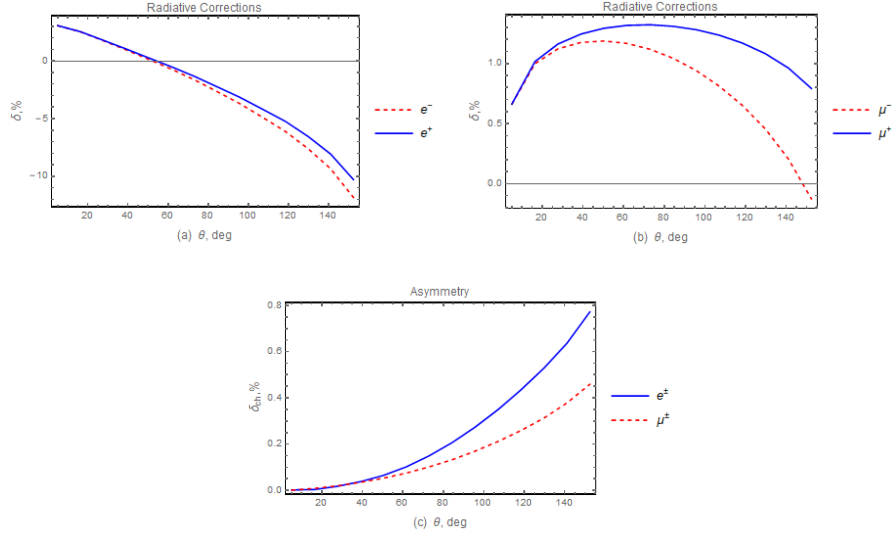 Radiative Corrections
0
−5
−10
δ,%
20 40 60 80 100 120 140
(a) θ, deg
e−
e+
Radiative Corrections
1.0
0.5
0.0
δ,%
20 40 60 80 100 120 140
(b) θ, deg
μ−
μ+
Asymmetry
0.8
0.6
0.4
0.2
0.0
δch,%
20 40 60 80 100 120 140
(c) θ, deg
e±
μ±